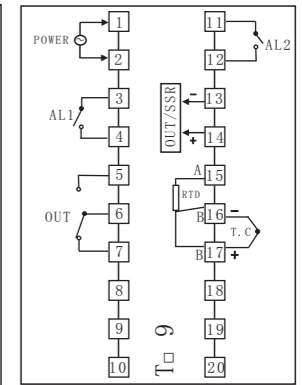 1 11
POWER
AL2
2 12
3 13
−
AL1
OUT/SSR
4 14
+
5 A 15
RTD
OUT
6 B 16
−
T.C
7 B 17
+
8 18
9 19
T□ 9
10 20